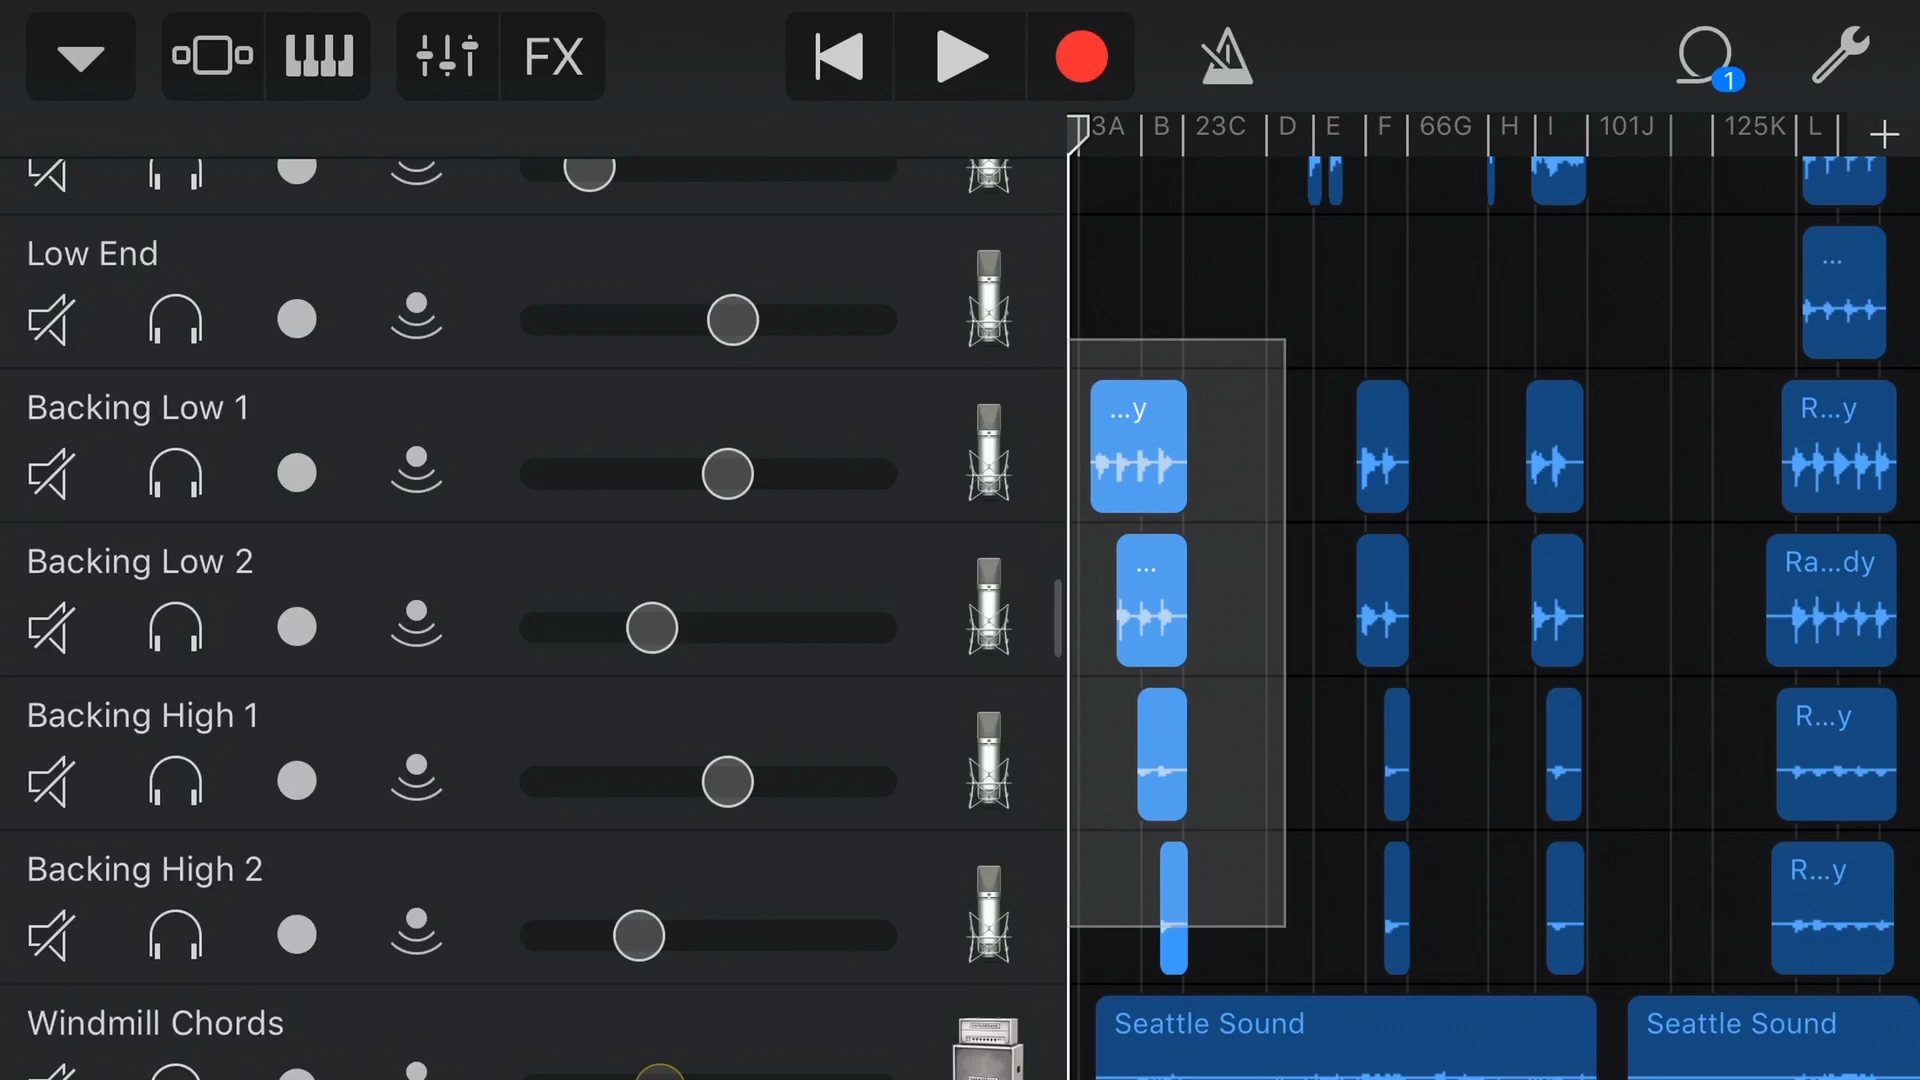 FX
1
3A B 23C D E F 66G H I 101J 125K L
Low End
...
Backing Low 1
...y
R...y
Backing Low 2
...
Ra...dy
Backing High 1
R...y
Backing High 2
R...y
Windmill Chords
Seattle Sound
Seattle Sound